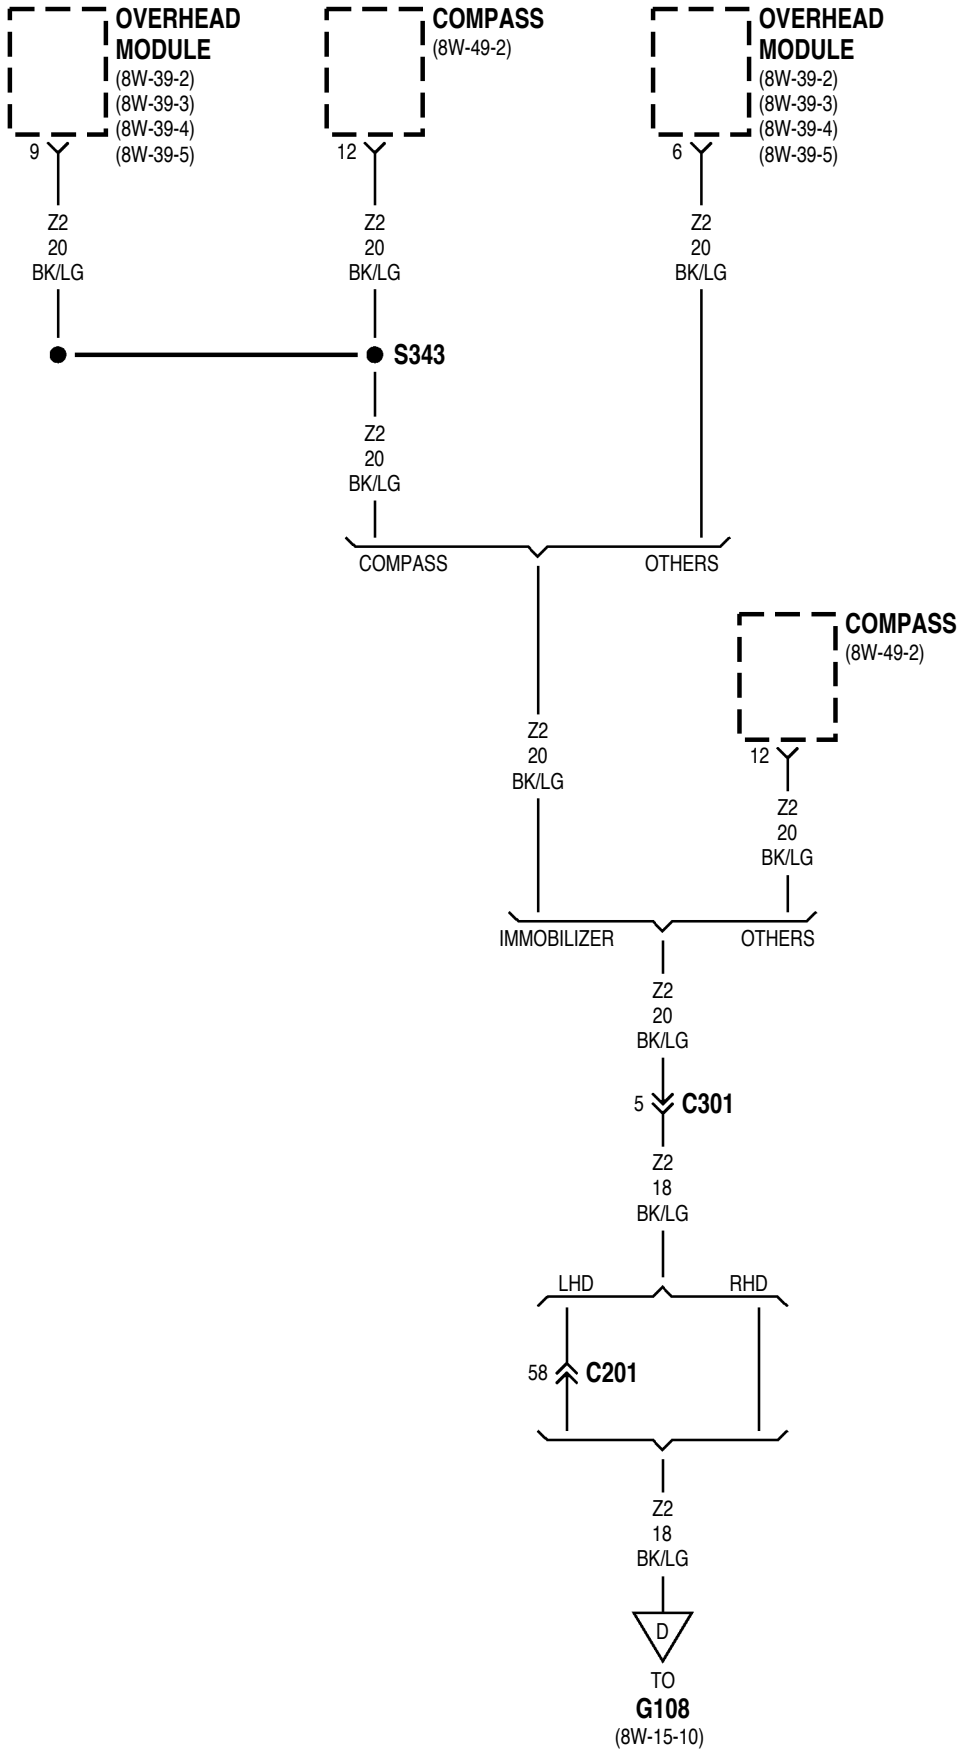 OVERHEAD
MODULE
(8W-39-2)
(8W-39-3)
(8W-39-4)
(8W-39-5)
9
COMPASS
(8W-49-2)
12
OVERHEAD
MODULE
(8W-39-2)
(8W-39-3)
(8W-39-4)
(8W-39-5)
6
Z2
20
BK/LG
Z2
20
BK/LG
Z2
20
BK/LG
S343
Z2
20
BK/LG
COMPASS
OTHERS
COMPASS
(8W-49-2)
12
Z2
20
BK/LG
Z2
20
BK/LG
IMMOBILIZER
OTHERS
Z2
20
BK/LG
5
C301
Z2
18
BK/LG
LHD
RHD
58
C201
Z2
18
BK/LG
D
TO
G108
(8W-15-10)